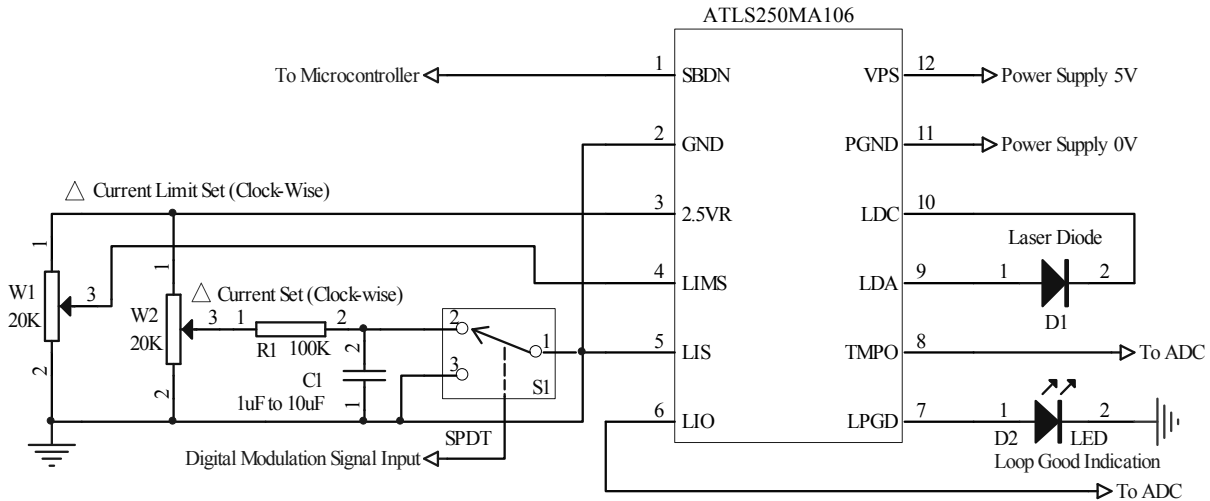 ATLS250MA106
To Microcontroller 1 SBDN VPS 12 Power Supply 5V
2 GND PGND 11 Power Supply 0V
△ Current Limit Set (Clock-Wise)
3 2.5VR LDC 10
1 1 Laser Diode
W1 20K 3 4 LIMS LDA 9 1 2
D1
△ Current Set (Clock-wise)
W2 20K 3 1 2 2 1 5 LIS TMPO 8 To ADC
R1 100K
2 3 S1
C1
1uF to 10uF
2 2 1
6 LIO LPGD 7 1 2
SPDT
D2 LED
Digital Modulation Signal Input
Loop Good Indication
To ADC